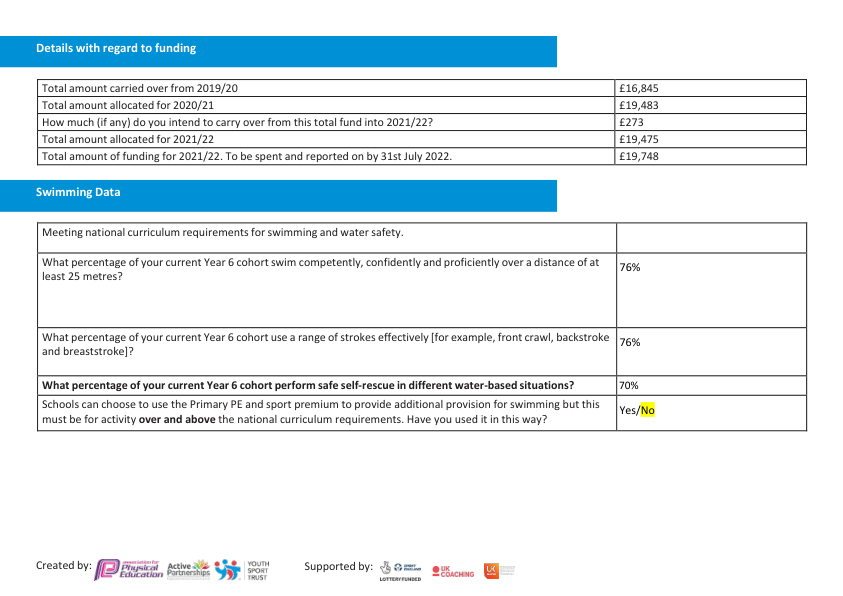 Details with regard to funding
Total amount carried over from 2019/20 £16,845
Total amount allocated for 2020/21 £19,483
How much (if any) do you intend to carry over from this total fund into 2021/22? £273
Total amount allocated for 2021/22 £19,475
Total amount of funding for 2021/22. To be spent and reported on by 31st July 2022. £19,748
Swimming Data
Meeting national curriculum requirements for swimming and water safety.
What percentage of your current Year 6 cohort swim competently, confidently and proficiently over a distance of at
least 25 metres?
76%
What percentage of your current Year 6 cohort use a range of strokes effectively [for example, front crawl, backstroke
and breaststroke]?
76%
What percentage of your current Year 6 cohort perform safe self-rescue in different water-based situations? 70%
Schools can choose to use the Primary PE and sport premium to provide additional provision for swimming but this
must be for activity over and above the national curriculum requirements. Have you used it in this way?
Yes/No
Created by:
Physical
Education
Active
Partnerships
YOUTH
SPORT
TRUST
Supported by:
LOTTERY FUNDED
UK
COACHING